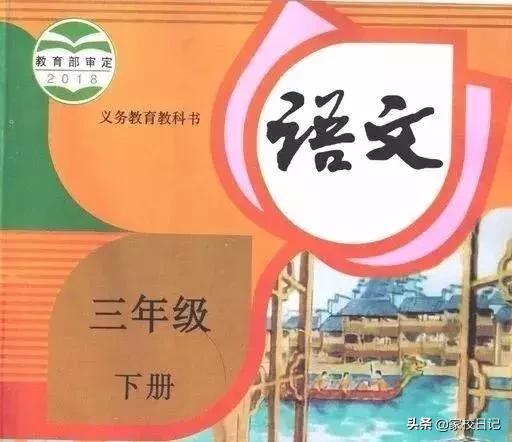 教育部审定
2018
义务教育教科书
语文
三年级
下册
头条 @家校日记